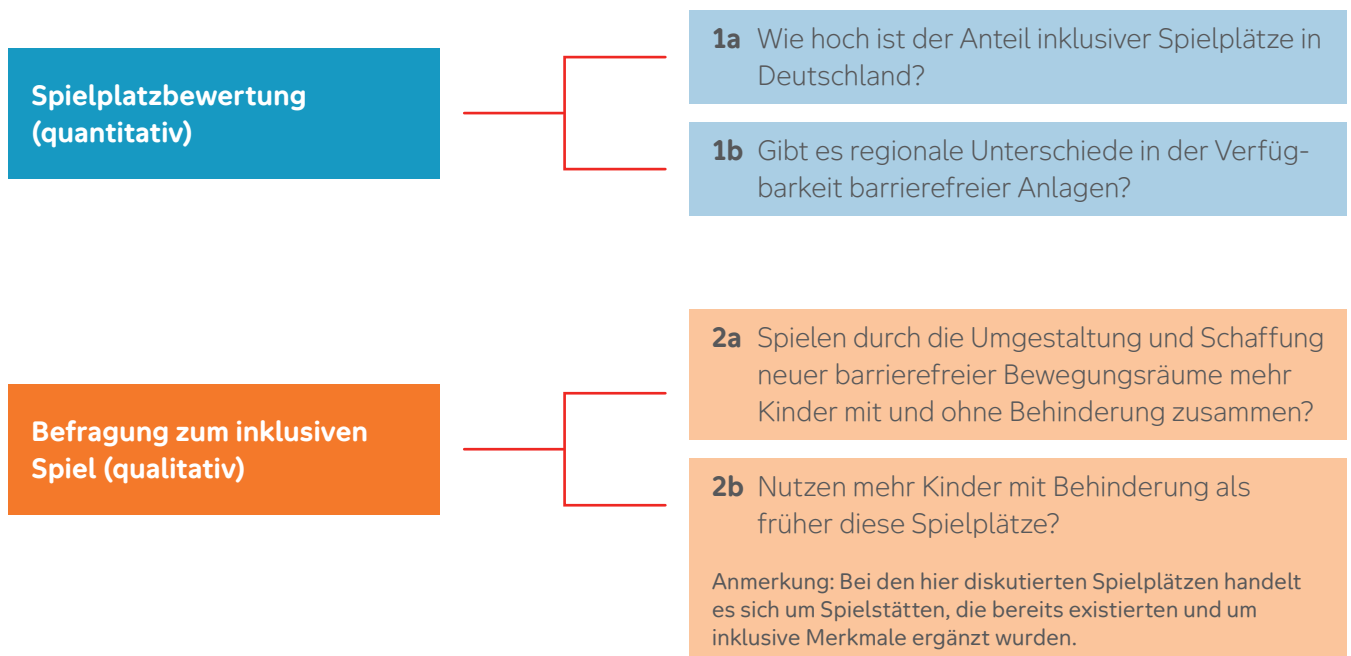 Spielplatzbewertung
(quantitativ)
1a Wie hoch ist der Anteil inklusiver Spielplätze in
Deutschland?
1b Gibt es regionale Unterschiede in der Verfüg-
barkeit barrierefreier Anlagen?
Befragung zum inklusiven
Spiel (qualitativ)
2a Spielen durch die Umgestaltung und Schaffung
neuer barrierefreier Bewegungsräume mehr
Kinder mit und ohne Behinderung zusammen?
2b Nutzen mehr Kinder mit Behinderung als
früher diese Spielplätze?
Anmerkung: Bei den hier diskutierten Spielplätzen handelt
es sich um Spielstätten, die bereits existierten und um
inklusive Merkmale ergänzt wurden.